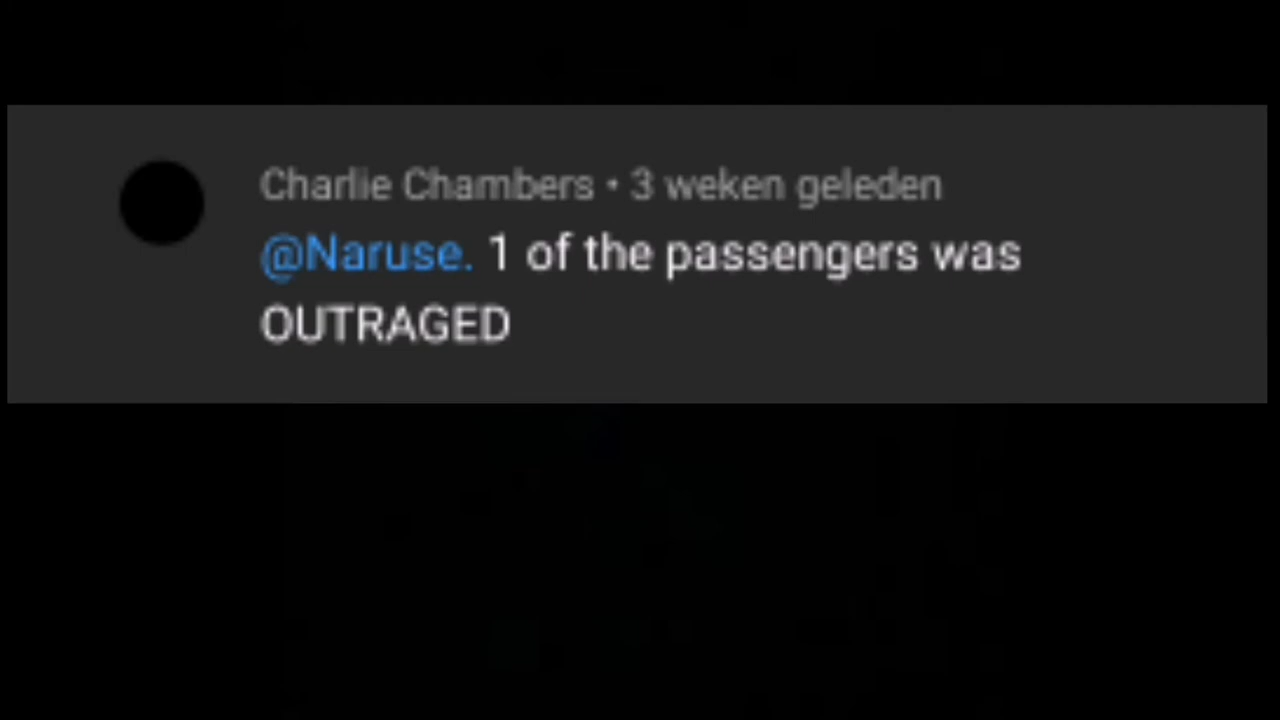 Charlie Chambers • 3 weken geleden
@Naruse. 1 of the passengers was
OUTRAGED